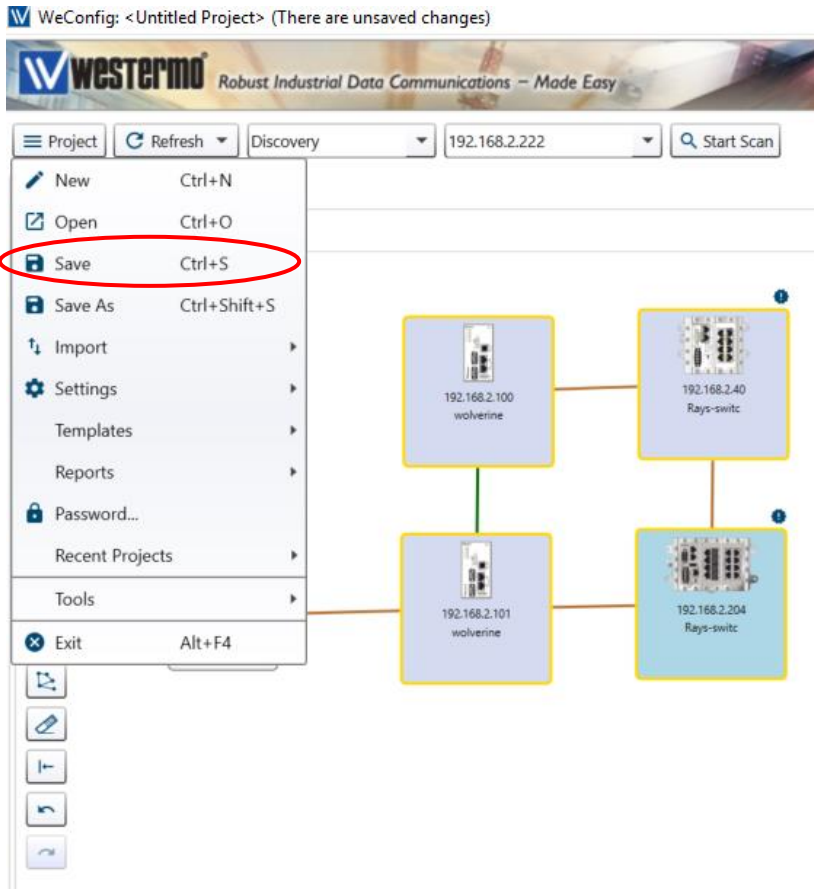 WeConfig: <Untitled Project> (There are unsaved changes)
westermo Robust Industrial Data Communications – Made Easy
Project Refresh Discovery 192.168.2.222 Start Scan
New Ctrl+N
Open Ctrl+O
Save Ctrl+S
Save As Ctrl+Shift+S
Import
Settings
Templates
Reports
Password...
Recent Projects
Tools
Exit Alt+F4
192.168.2.100
wolverine
192.168.2.40
Rays-switc
192.168.2.101
wolverine
192.168.2.204
Rays-switc